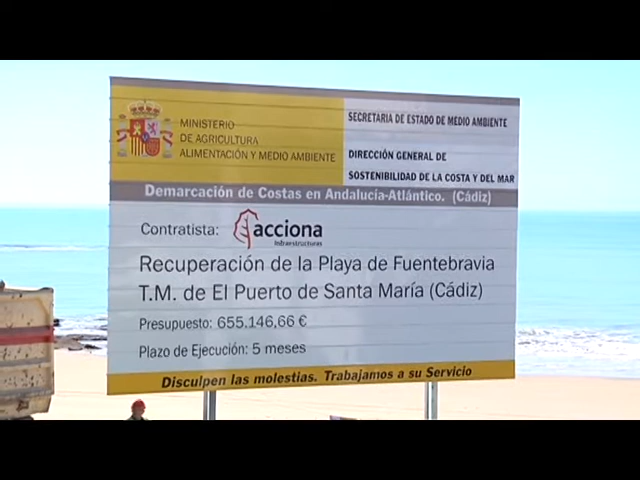 MINISTERIO
DE AGRICULTURA
ALIMENTACIÓN Y MEDIO AMBIENTE
SECRETARIA DE ESTADO DE MEDIO AMBIENTE
DIRECCIÓN GENERAL DE
SOSTENIBILIDAD DE LA COSTA Y DEL MAR
Demarcación de Costas en Andalucía-Atlántico. (Cádiz)
Contratista: acciona
Infraestructuras
Recuperación de la Playa de Fuentebravia
T.M. de El Puerto de Santa María (Cádiz)
Presupuesto: 655.146,66 €
Plazo de Ejecución: 5 meses
Disculpen las molestias. Trabajamos a su Servicio